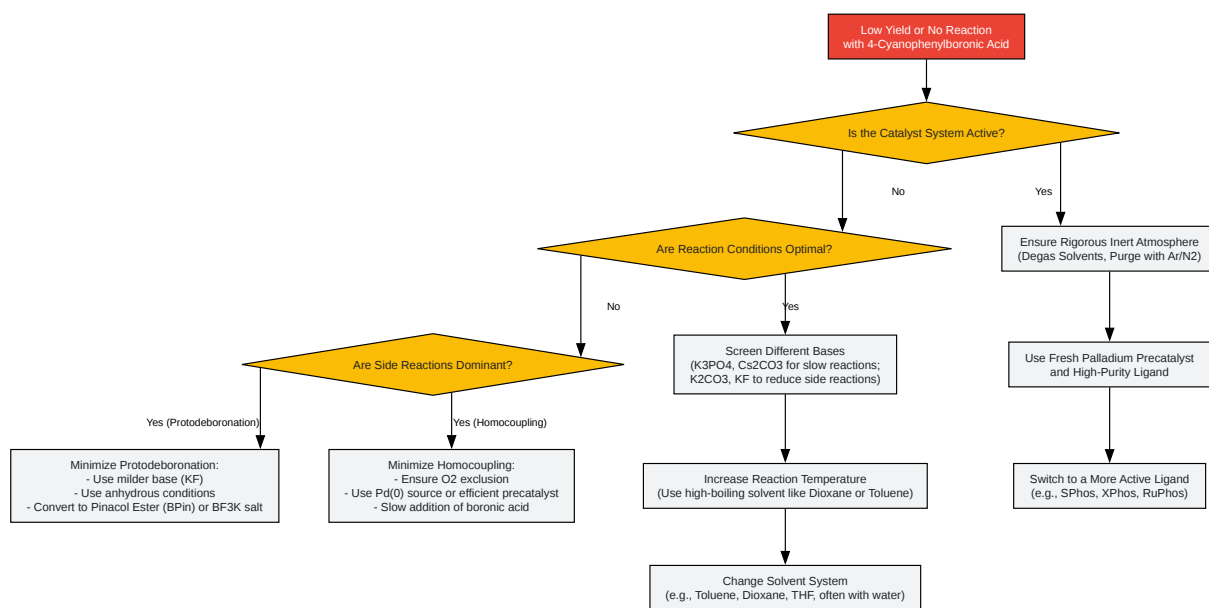 Low Yield or No Reaction
with 4-Cyanophenylboronic Acid
Is the Catalyst System Active?
No
Yes
Are Reaction Conditions Optimal?
Ensure Rigorous Inert Atmosphere
(Degas Solvents, Purge with Ar/N2)
No
Yes
Are Side Reactions Dominant?
Screen Different Bases
(K3PO4, Cs2CO3 for slow reactions;
K2CO3, KF to reduce side reactions)
Use Fresh Palladium Precatalyst
and High-Purity Ligand
Yes (Protodeboronation)
Yes (Homocoupling)
Minimize Protodeboronation:
- Use milder base (KF)
- Use anhydrous conditions
- Convert to Pinacol Ester (BPin) or BF3K salt
Minimize Homocoupling:
- Ensure O2 exclusion
- Use Pd(0) source or efficient precatalyst
- Slow addition of boronic acid
Increase Reaction Temperature
(Use high-boiling solvent like Dioxane or Toluene)
Switch to a More Active Ligand
(e.g., SPhos, XPhos, RuPhos)
Change Solvent System
(e.g., Toluene, Dioxane, THF, often with water)